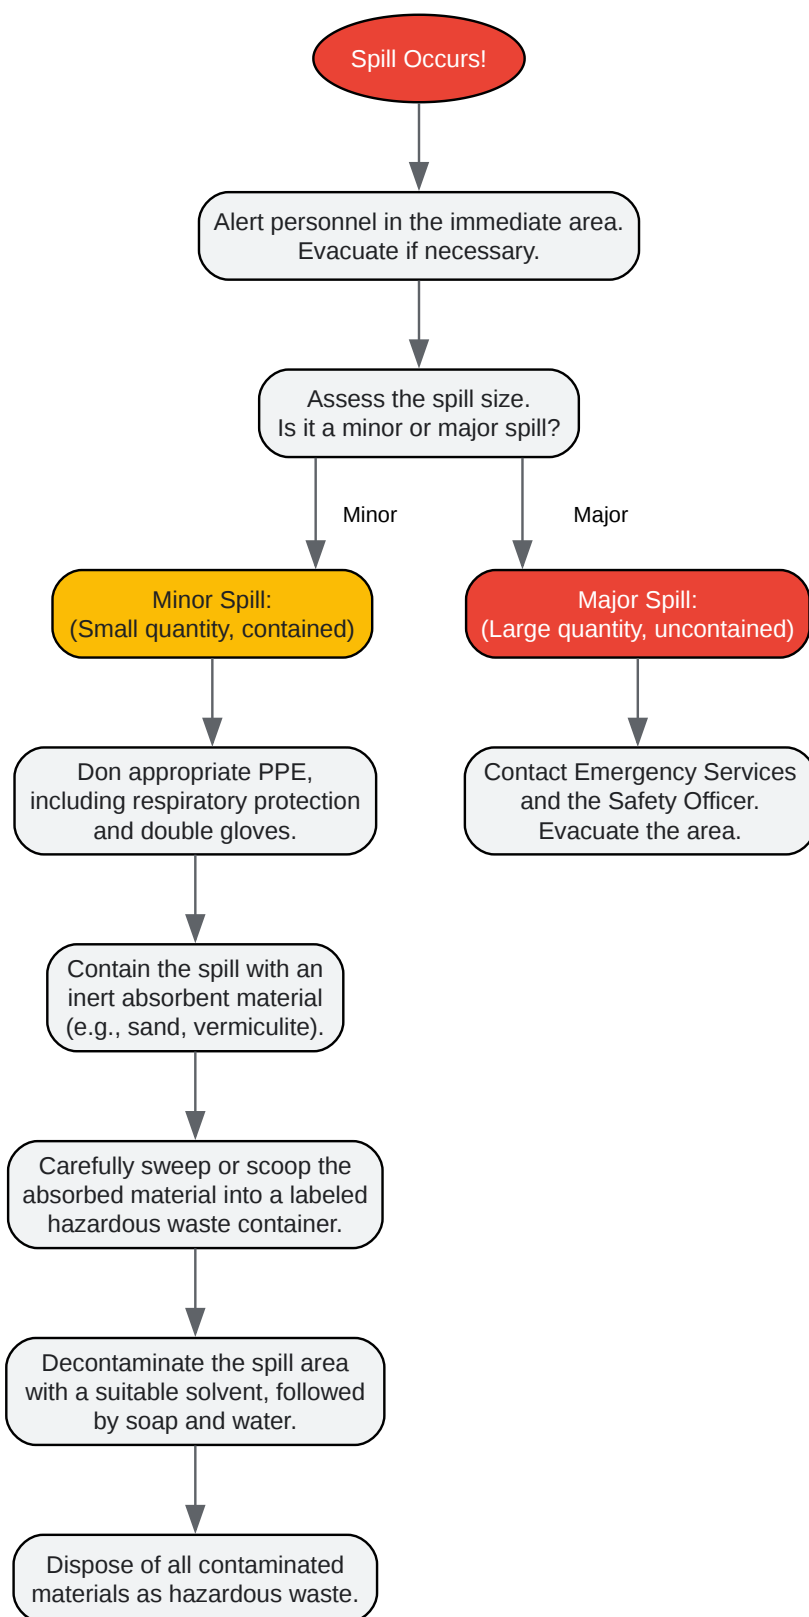 Spill Occurs!
Alert personnel in the immediate area.
Evacuate if necessary.
Assess the spill size.
Is it a minor or major spill?
Minor
Major
Minor Spill:
(Small quantity, contained)
Major Spill:
(Large quantity, uncontained)
Don appropriate PPE,
including respiratory protection
and double gloves.
Contact Emergency Services
and the Safety Officer.
Evacuate the area.
Contain the spill with an
inert absorbent material
(e.g., sand, vermiculite).
Carefully sweep or scoop the
absorbed material into a labeled
hazardous waste container.
Decontaminate the spill area
with a suitable solvent, followed
by soap and water.
Dispose of all contaminated
materials as hazardous waste.